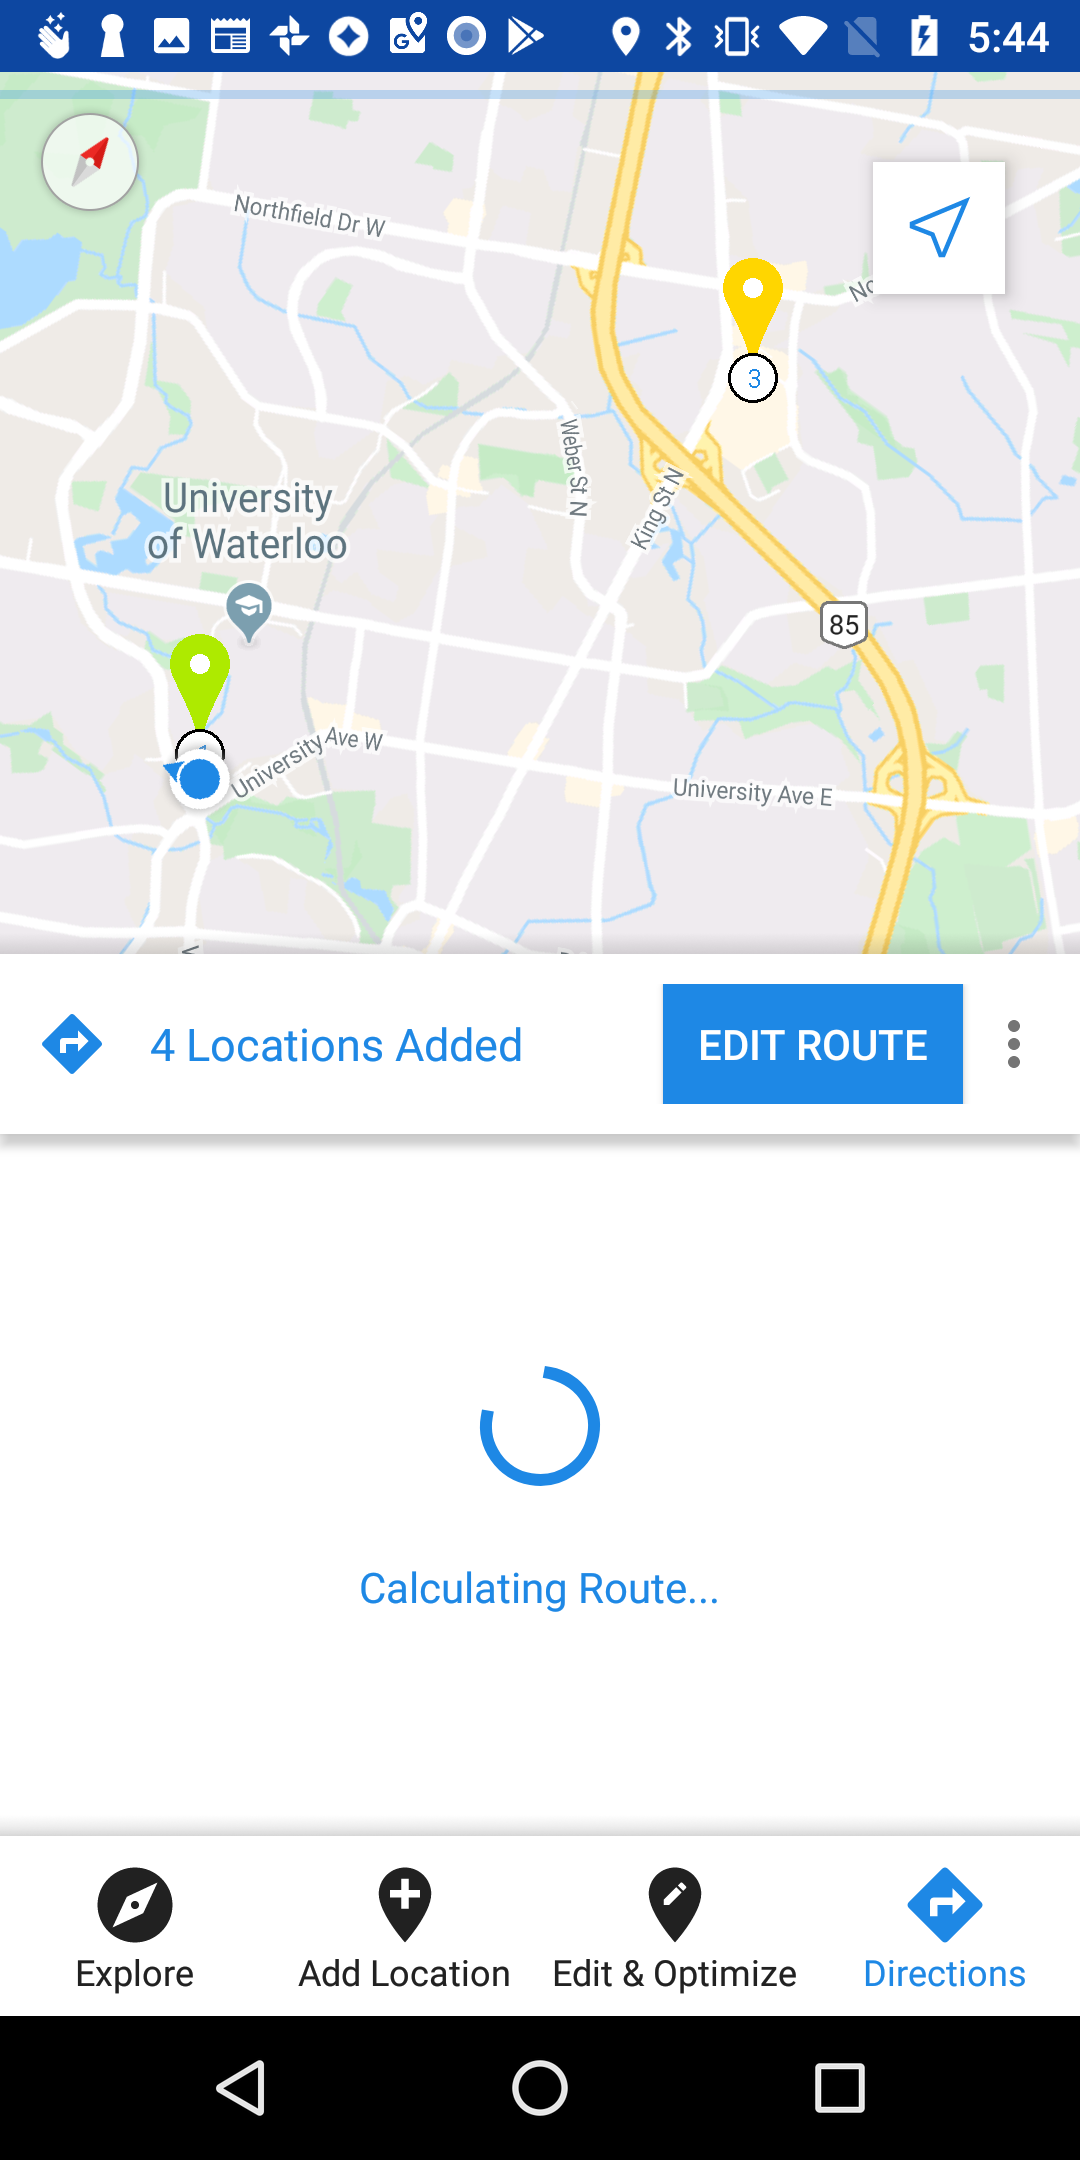 5:44
Northfield Dr W
No
3
Weber St N
King St N
University
of Waterloo
85
University Ave W
University Ave E
4 Locations Added
EDIT ROUTE
Calculating Route...
Explore
Add Location
Edit & Optimize
Directions